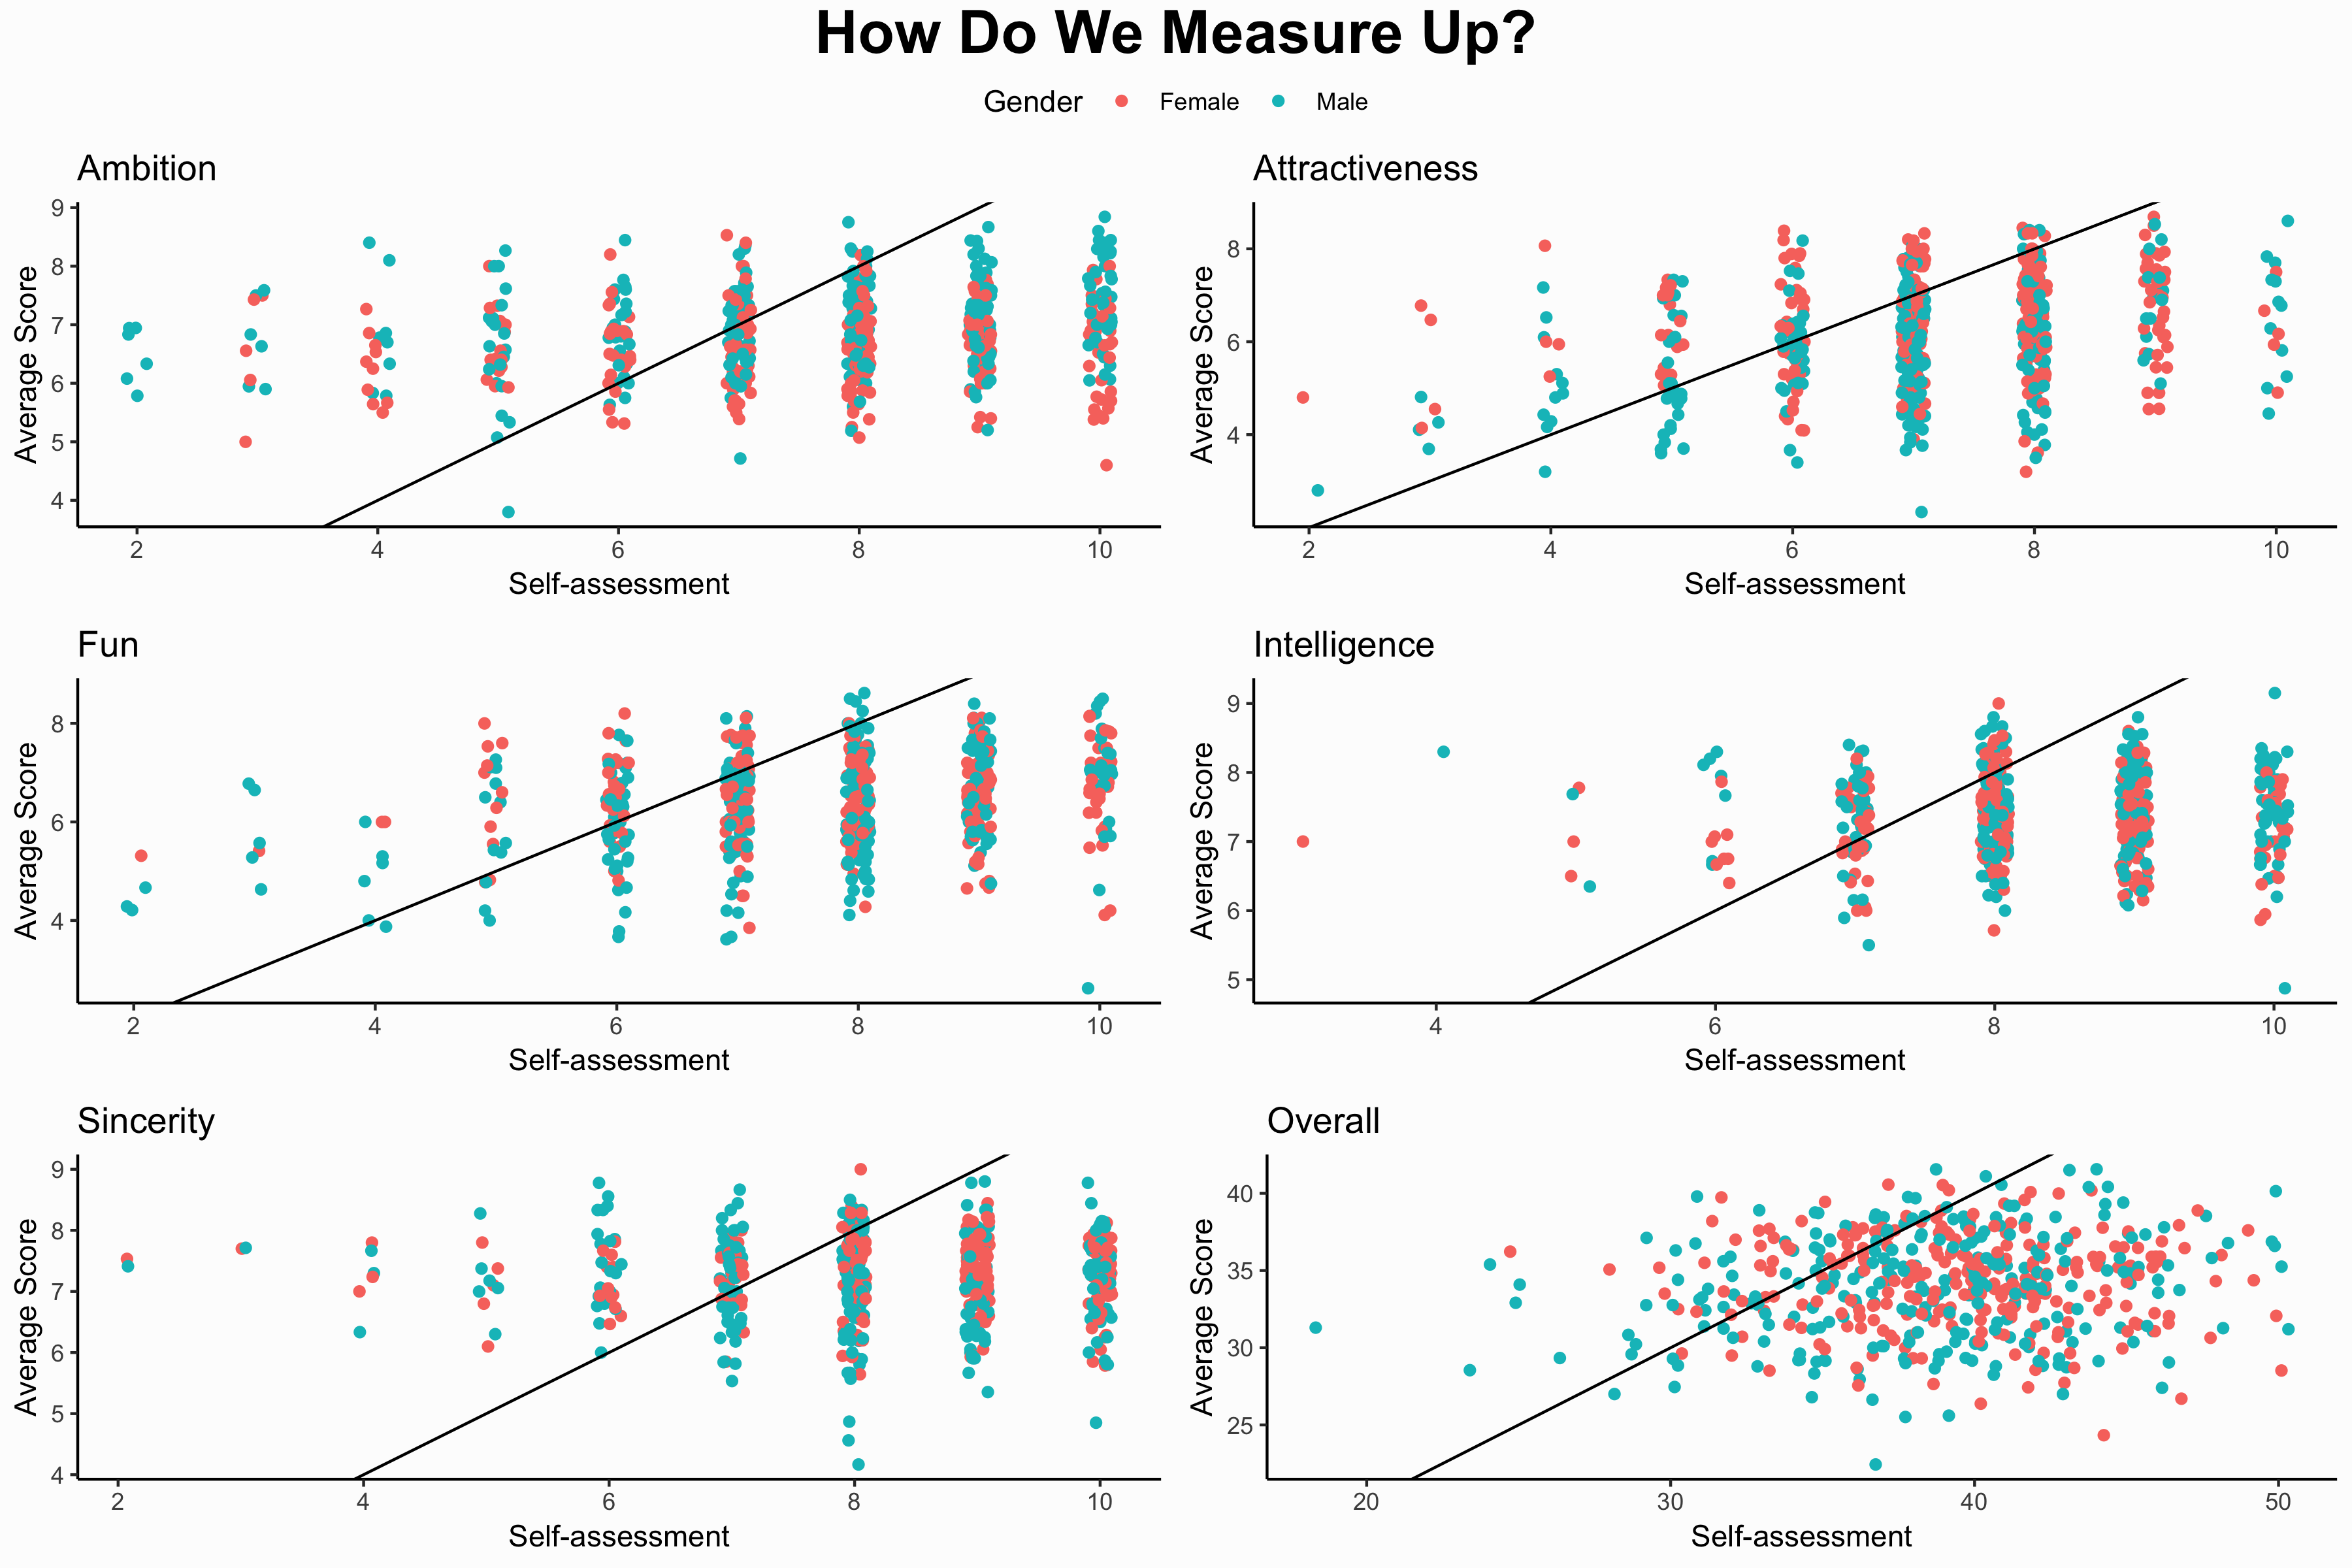 How Do We Measure Up?
Gender Female Male
Ambition
Average Score
9
8
7
6
5
4
2 4 6 8 10
Self-assessment
Attractiveness
Average Score
8
6
4
2 4 6 8 10
Self-assessment
Fun
Average Score
8
6
4
2 4 6 8 10
Self-assessment
Intelligence
Average Score
9
8
7
6
5
4 6 8 10
Self-assessment
Sincerity
Average Score
9
8
7
6
5
4
2 4 6 8 10
Self-assessment
Overall
Average Score
40
35
30
25
20 30 40 50
Self-assessment